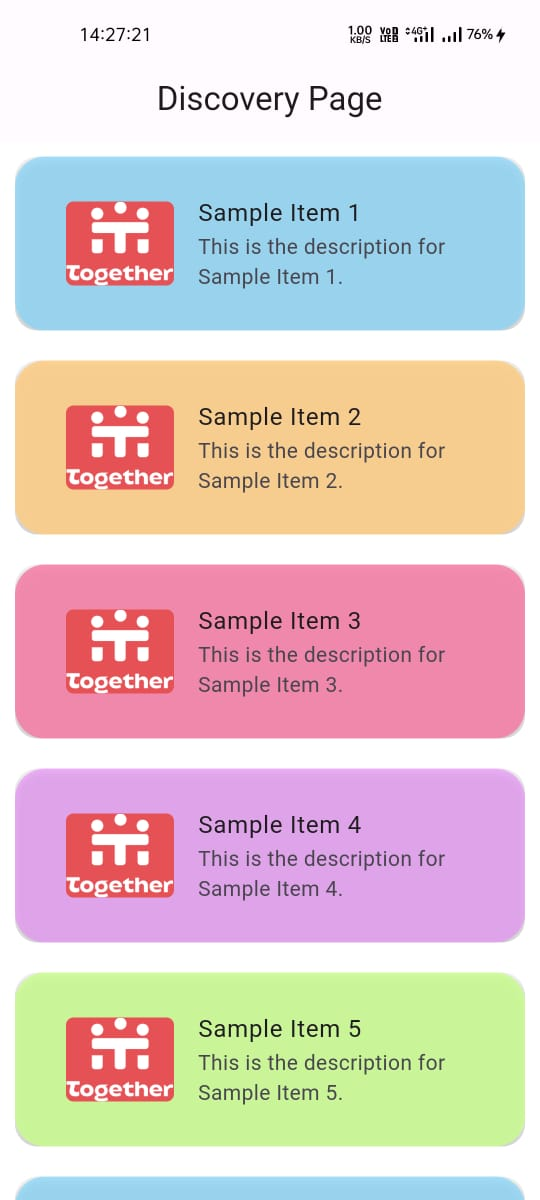 14:27:21
1.00 KB/S VoD LTE 4G+ 76%
Discovery Page
Together
Sample Item 1
This is the description for
Sample Item 1.
Together
Sample Item 2
This is the description for
Sample Item 2.
Together
Sample Item 3
This is the description for
Sample Item 3.
Together
Sample Item 4
This is the description for
Sample Item 4.
Together
Sample Item 5
This is the description for
Sample Item 5.